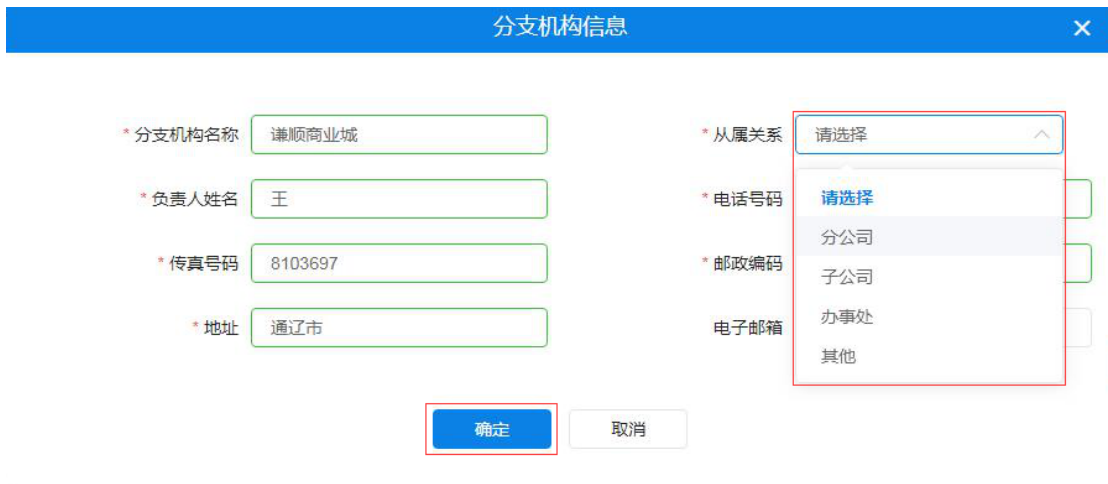 分支机构信息
* 分支机构名称 谦顺商业城 * 从属关系 请选择
* 负责人姓名 王 * 电话号码 请选择
分公司
* 传真号码 8103697 * 邮政编码 子公司
* 地址 通辽市 电子邮箱 办事处
其他
确定 取消